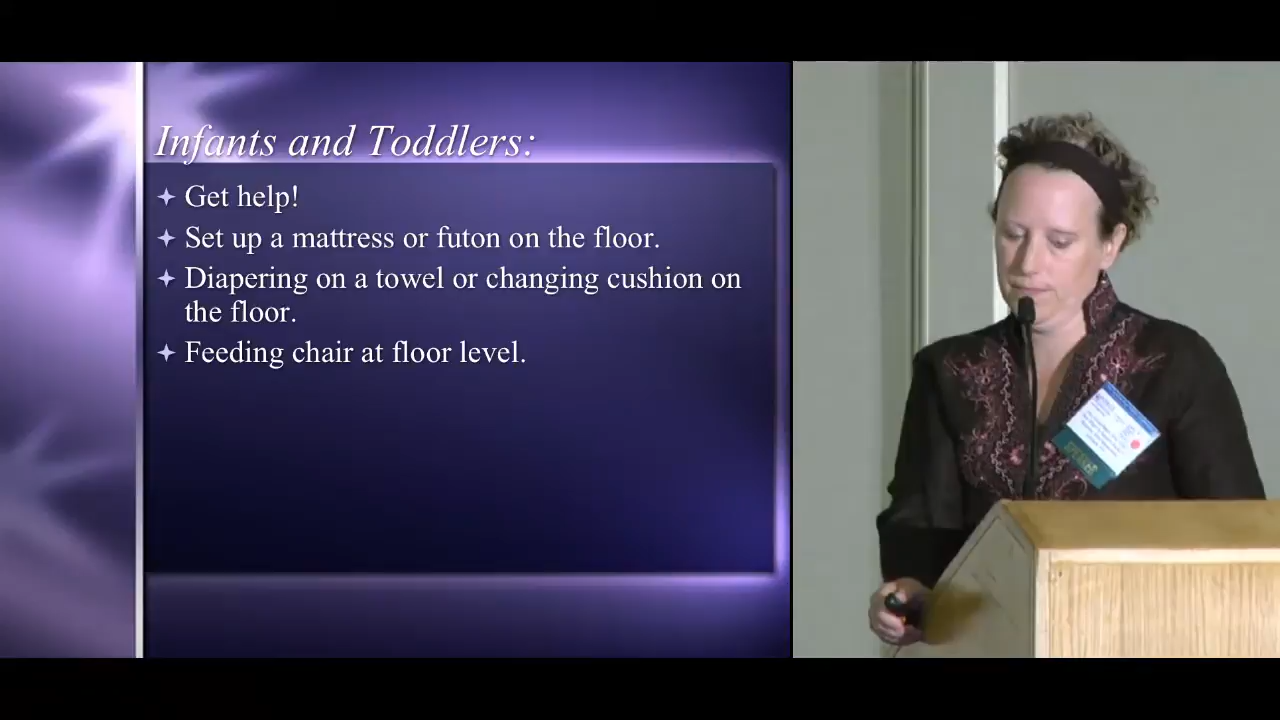 Infants and Toddlers:
Get help!
Set up a mattress or futon on the floor.
Diapering on a towel or changing cushion on
the floor.
Feeding chair at floor level.
SPEAKER